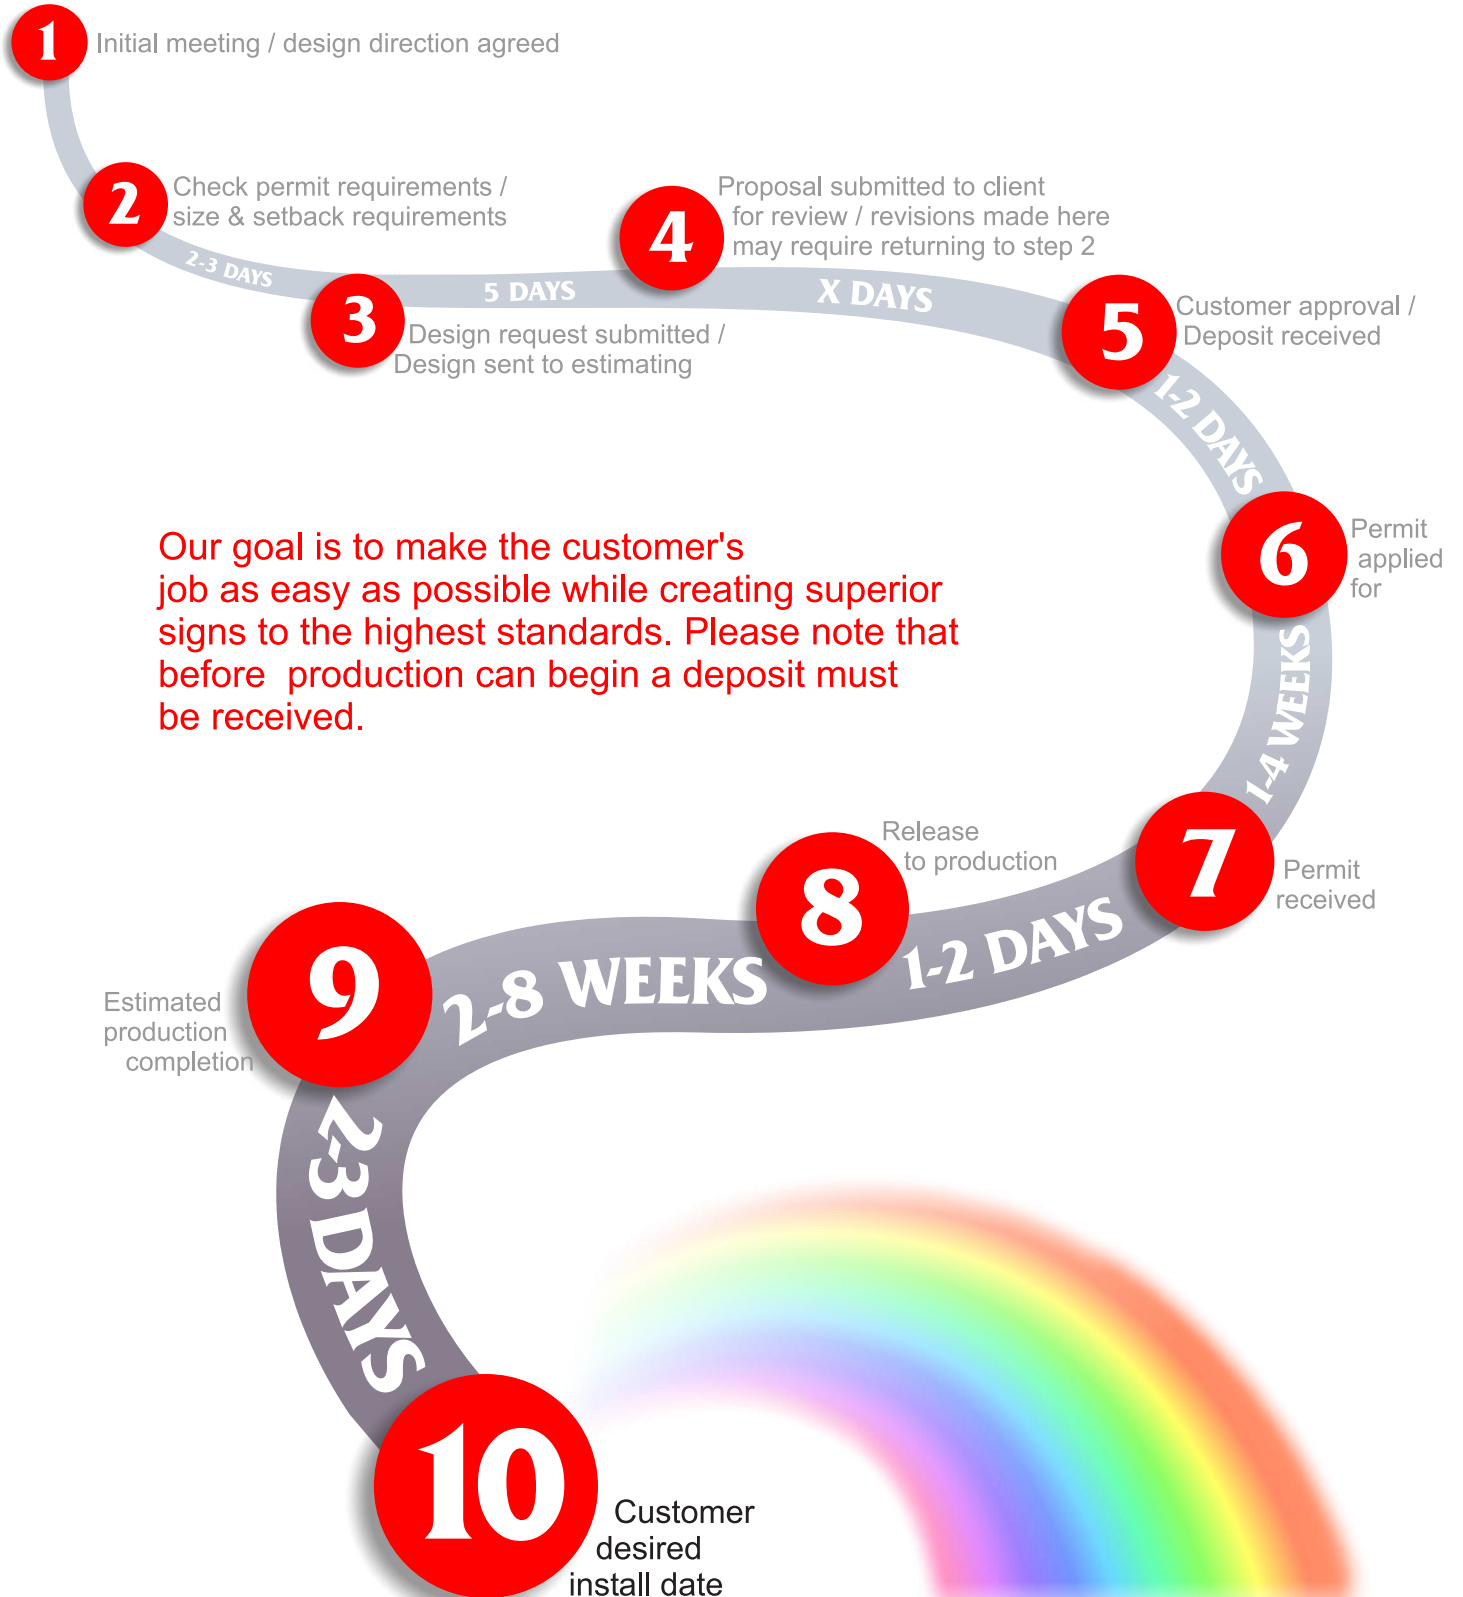 1
Initial meeting / design direction agreed
2
Check permit requirements /
size & setback requirements
2-3 DAYS
3
Design request submitted /
Design sent to estimating
5 DAYS
4
Proposal submitted to client
for review / revisions made here
may require returning to step 2
X DAYS
5
Customer approval /
Deposit received
1-2 DAYS
6
Permit
applied
for
Our goal is to make the customer's
job as easy as possible while creating superior
signs to the highest standards. Please note that
before  production can begin a deposit must
be received.
1-4 WEEKS
7
Permit
received
1-2 DAYS
8
Release
to production
2-8 WEEKS
9
Estimated
production
completion
2-3 DAYS
10
Customer
desired
install date